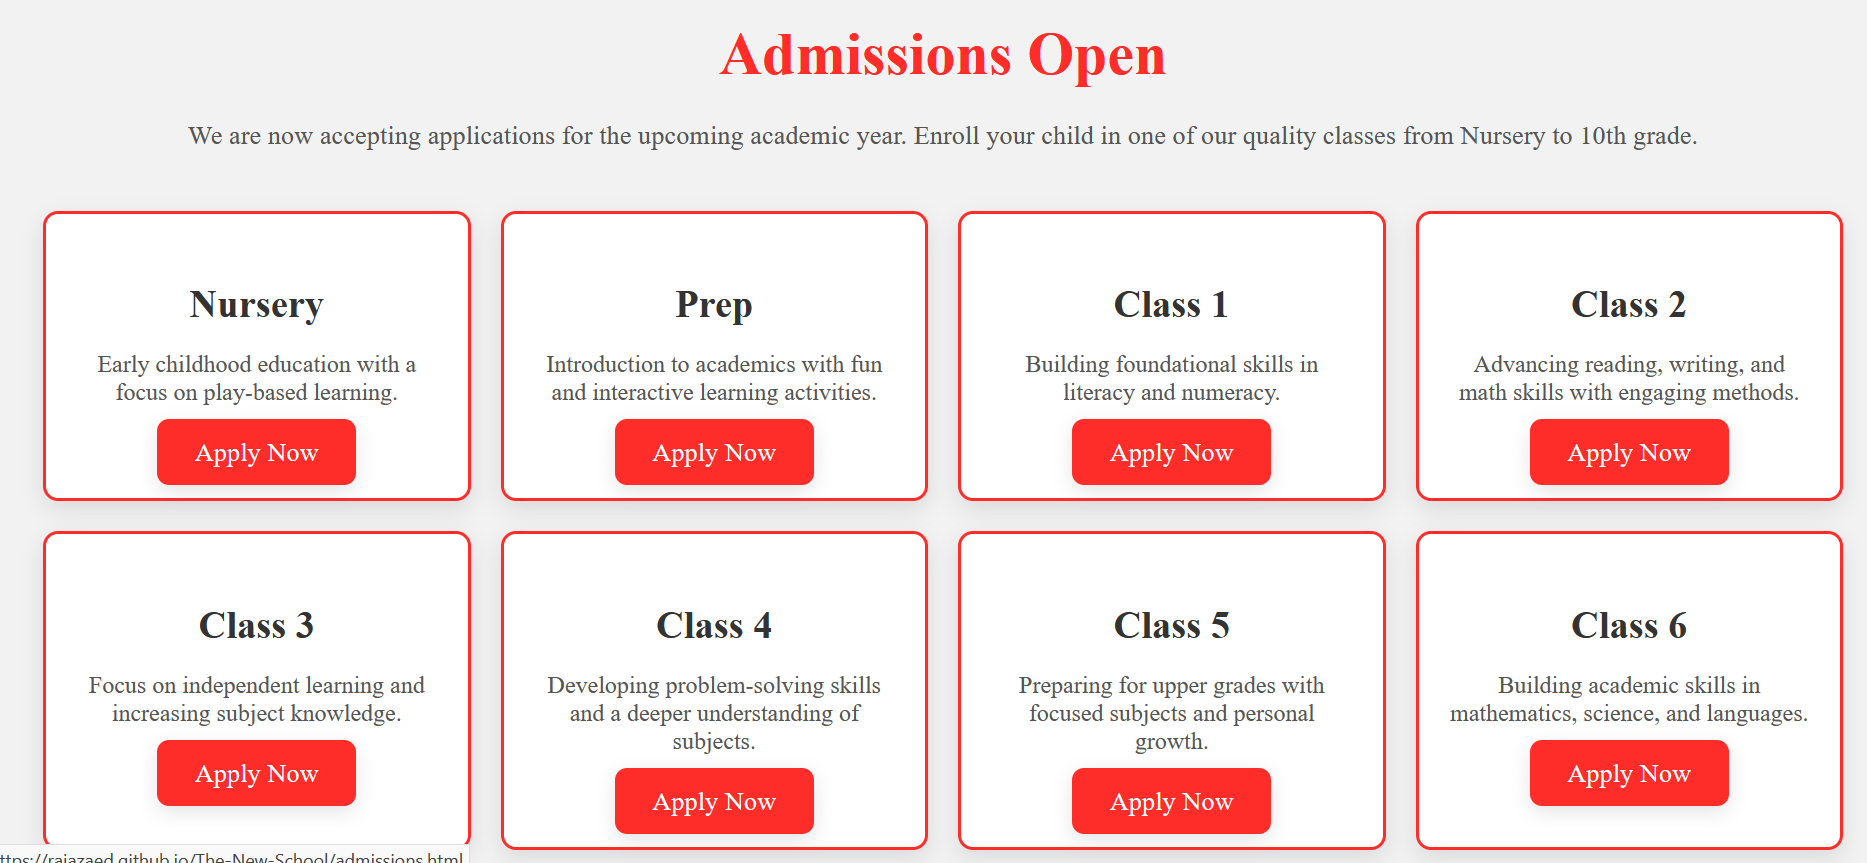 Admissions Open
We are now accepting applications for the upcoming academic year. Enroll your child in one of our quality classes from Nursery to 10th grade.
Nursery
Early childhood education with a
focus on play-based learning.
Apply Now
Prep
Introduction to academics with fun
and interactive learning activities.
Apply Now
Class 1
Building foundational skills in
literacy and numeracy.
Apply Now
Class 2
Advancing reading, writing, and
math skills with engaging methods.
Apply Now
Class 3
Focus on independent learning and
increasing subject knowledge.
Apply Now
Class 4
Developing problem-solving skills
and a deeper understanding of
subjects.
Apply Now
Class 5
Preparing for upper grades with
focused subjects and personal
growth.
Apply Now
Class 6
Building academic skills in
mathematics, science, and languages.
Apply Now
ttps://rajazaed.github.io/The-New-School/admissions.html